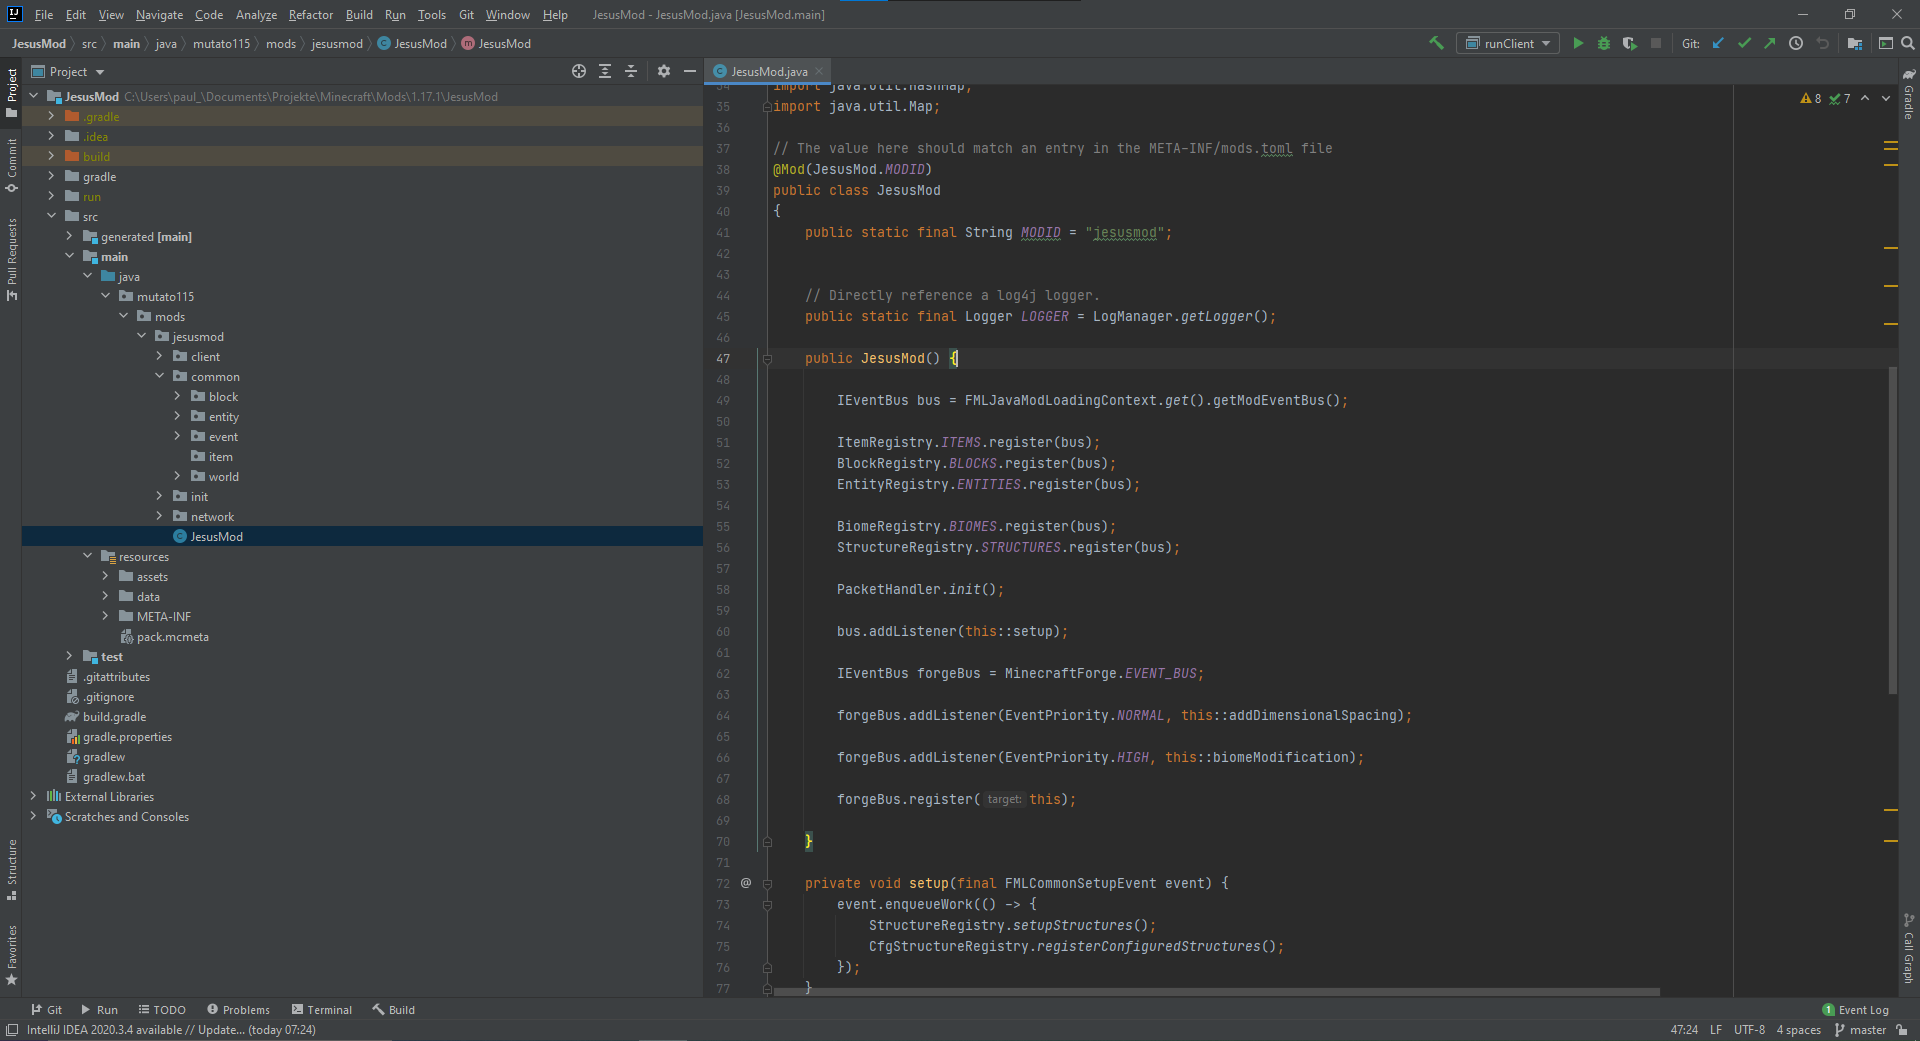 File Edit View Navigate Code Analyze Refactor Build Run Tools Git Window Help JesusMod - JesusMod.java [JesusMod.main]
JesusMod src main java mutato115 mods jesusmod JesusMod JesusMod runClient Git:
Project
JesusMod.java
JesusMod C:\Users\paul_\Documents\Projekte\Minecraft\Mods\1.17.1\JesusMod
.gradle
.idea
build
gradle
run
src
generated [main]
main
java
mutato115
mods
jesusmod
client
common
block
entity
event
item
world
init
network
JesusMod
resources
assets
data
META-INF
pack.mcmeta
test
.gitattributes
.gitignore
build.gradle
gradle.properties
gradlew
gradlew.bat
External Libraries
Scratches and Consoles
Project
Commit
Pull Requests
Structure
Favorites
34 import java.util.HashMap;
35 import java.util.Map;
36
37 // The value here should match an entry in the META-INF/mods.toml file
38 @Mod(JesusMod.MODID)
39 public class JesusMod
40 {
41 public static final String MODID = "jesusmod";
42
43
44 // Directly reference a log4j logger.
45 public static final Logger LOGGER = LogManager.getLogger();
46
47 public JesusMod() {
48
49 IEventBus bus = FMLJavaModLoadingContext.get().getModEventBus();
50
51 ItemRegistry.ITEMS.register(bus);
52 BlockRegistry.BLOCKS.register(bus);
53 EntityRegistry.ENTITIES.register(bus);
54
55 BiomeRegistry.BIOMES.register(bus);
56 StructureRegistry.STRUCTURES.register(bus);
57
58 PacketHandler.init();
59
60 bus.addListener(this::setup);
61
62 IEventBus forgeBus = MinecraftForge.EVENT_BUS;
63
64 forgeBus.addListener(EventPriority.NORMAL, this::addDimensionalSpacing);
65
66 forgeBus.addListener(EventPriority.HIGH, this::biomeModification);
67
68 forgeBus.register( target: this);
69
70 }
71
72 @ private void setup(final FMLCommonSetupEvent event) {
73 event.enqueueWork(() -> {
74 StructureRegistry.setupStructures();
75 CfgStructureRegistry.registerConfiguredStructures();
76 });
77 }
8 7
Gradle
Call Graph
Git Run TODO Problems Terminal Build 1 Event Log
IntelliJ IDEA 2020.3.4 available // Update... (today 07:24) 47:24 LF UTF-8 4 spaces master